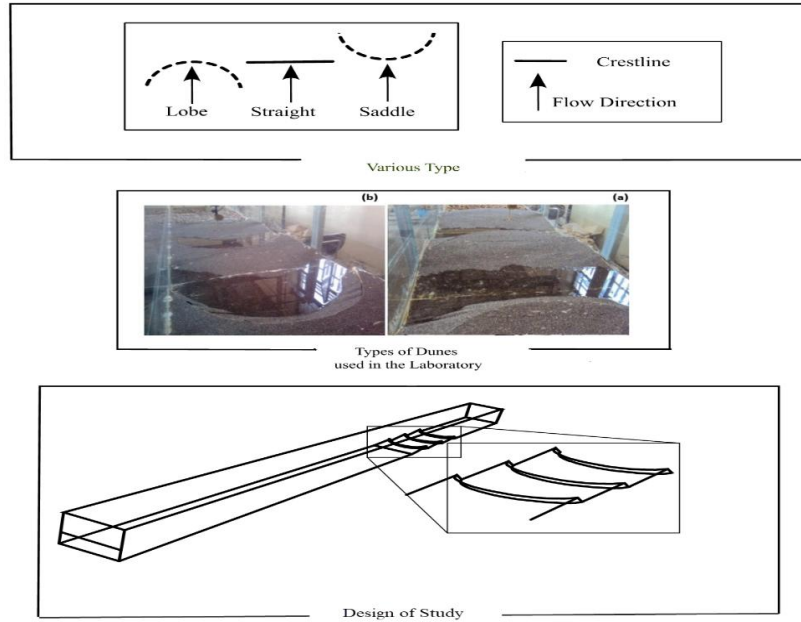 Lobe
Straight
Saddle
Crestline
Flow Direction
Various Type
(b)
(a)
Types of Dunes
used in the Laboratory
Design of Study